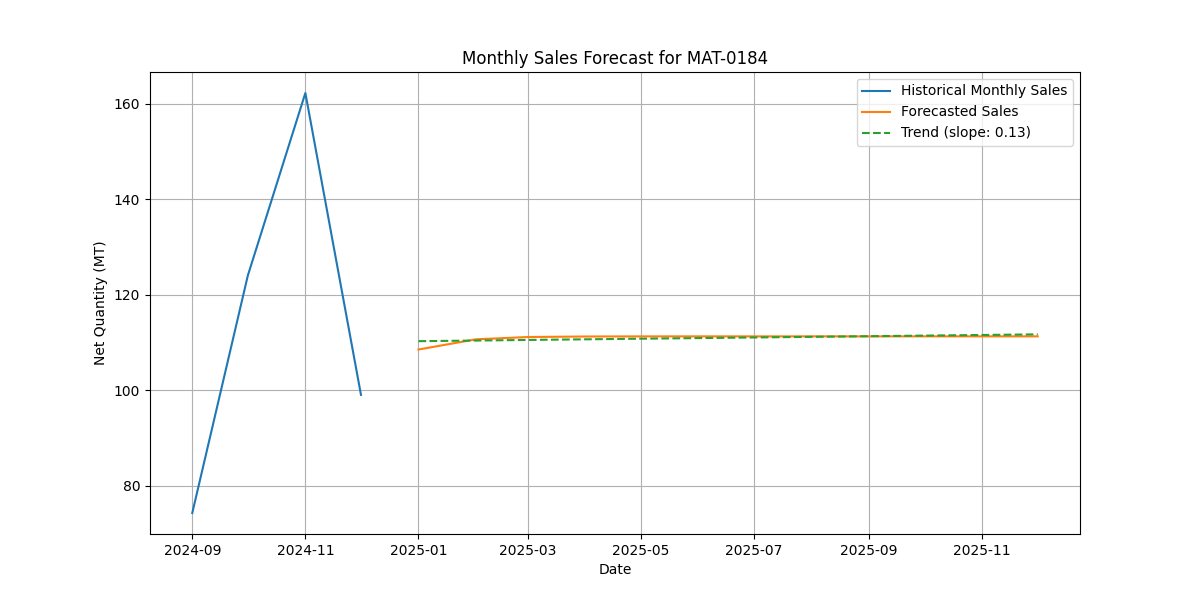 Monthly Sales Forecast for MAT-0184
Historical Monthly Sales
Forecasted Sales
Trend (slope: 0.13)
Net Quantity (MT)
160
140
120
100
80
2024-09 2024-11 2025-01 2025-03 2025-05 2025-07 2025-09 2025-11
Date